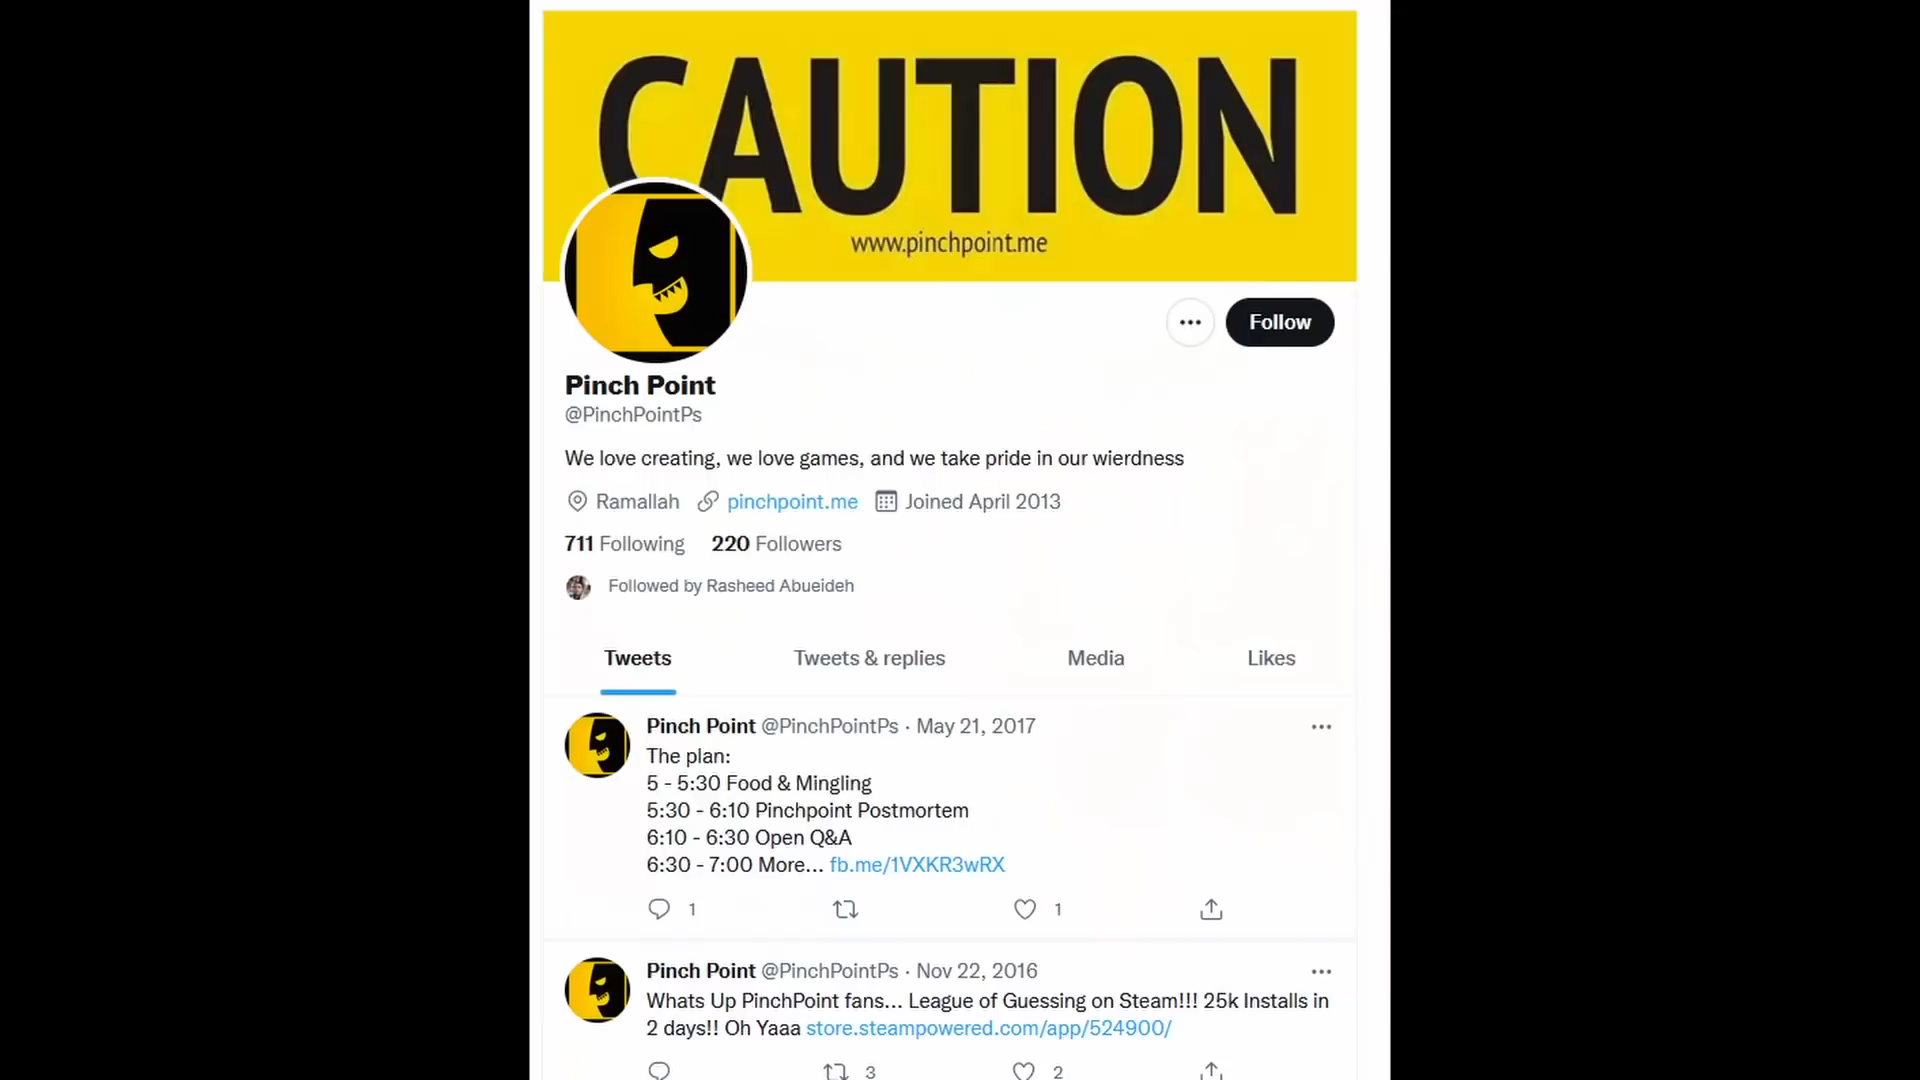 CAUTION
www.pinchpoint.me
Follow
Pinch Point
@PinchPointPs
We love creating, we love games, and we take pride in our wierdness
Ramallah pinchpoint.me Joined April 2013
711 Following 220 Followers
Followed by Rasheed Abueideh
Tweets Tweets & replies Media Likes
Pinch Point @PinchPointPs · May 21, 2017
The plan:
5 - 5:30 Food & Mingling
5:30 - 6:10 Pinchpoint Postmortem
6:10 - 6:30 Open Q&A
6:30 - 7:00 More... fb.me/1VXKR3wRX
1 1
Pinch Point @PinchPointPs · Nov 22, 2016
Whats Up PinchPoint fans... League of Guessing on Steam!!! 25k Installs in
2 days!! Oh Yaaa store.steampowered.com/app/524900/
3 2